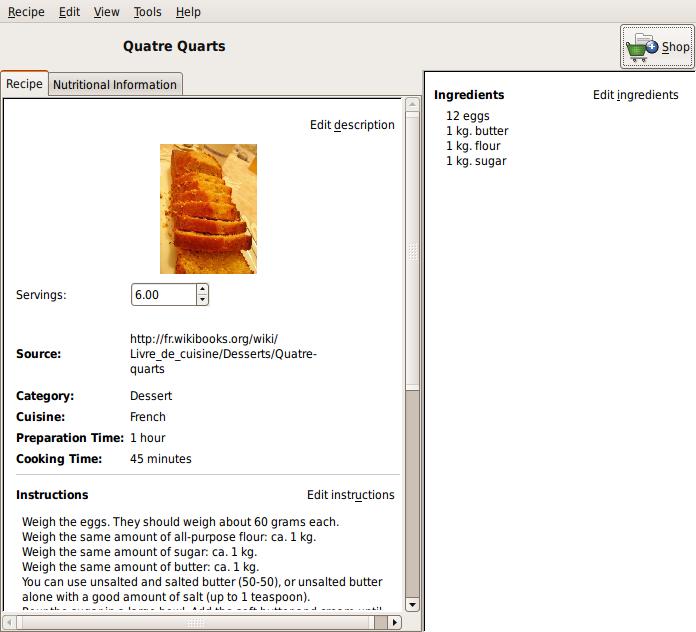 Recipe Edit View Tools Help
Quatre Quarts
Shop
Recipe Nutritional Information
Edit description
Servings: 6.00
Source: http://fr.wikibooks.org/wiki/
Livre_de_cuisine/Desserts/Quatre-
quarts
Category: Dessert
Cuisine: French
Preparation Time: 1 hour
Cooking Time: 45 minutes
Instructions Edit instructions
Weigh the eggs. They should weigh about 60 grams each.
Weigh the same amount of all-purpose flour: ca. 1 kg.
Weigh the same amount of sugar: ca. 1 kg.
Weigh the same amount of butter: ca. 1 kg.
You can use unsalted and salted butter (50-50), or unsalted butter
alone with a good amount of salt (up to 1 teaspoon).
Ingredients Edit ingredients
12 eggs
1 kg. butter
1 kg. flour
1 kg. sugar